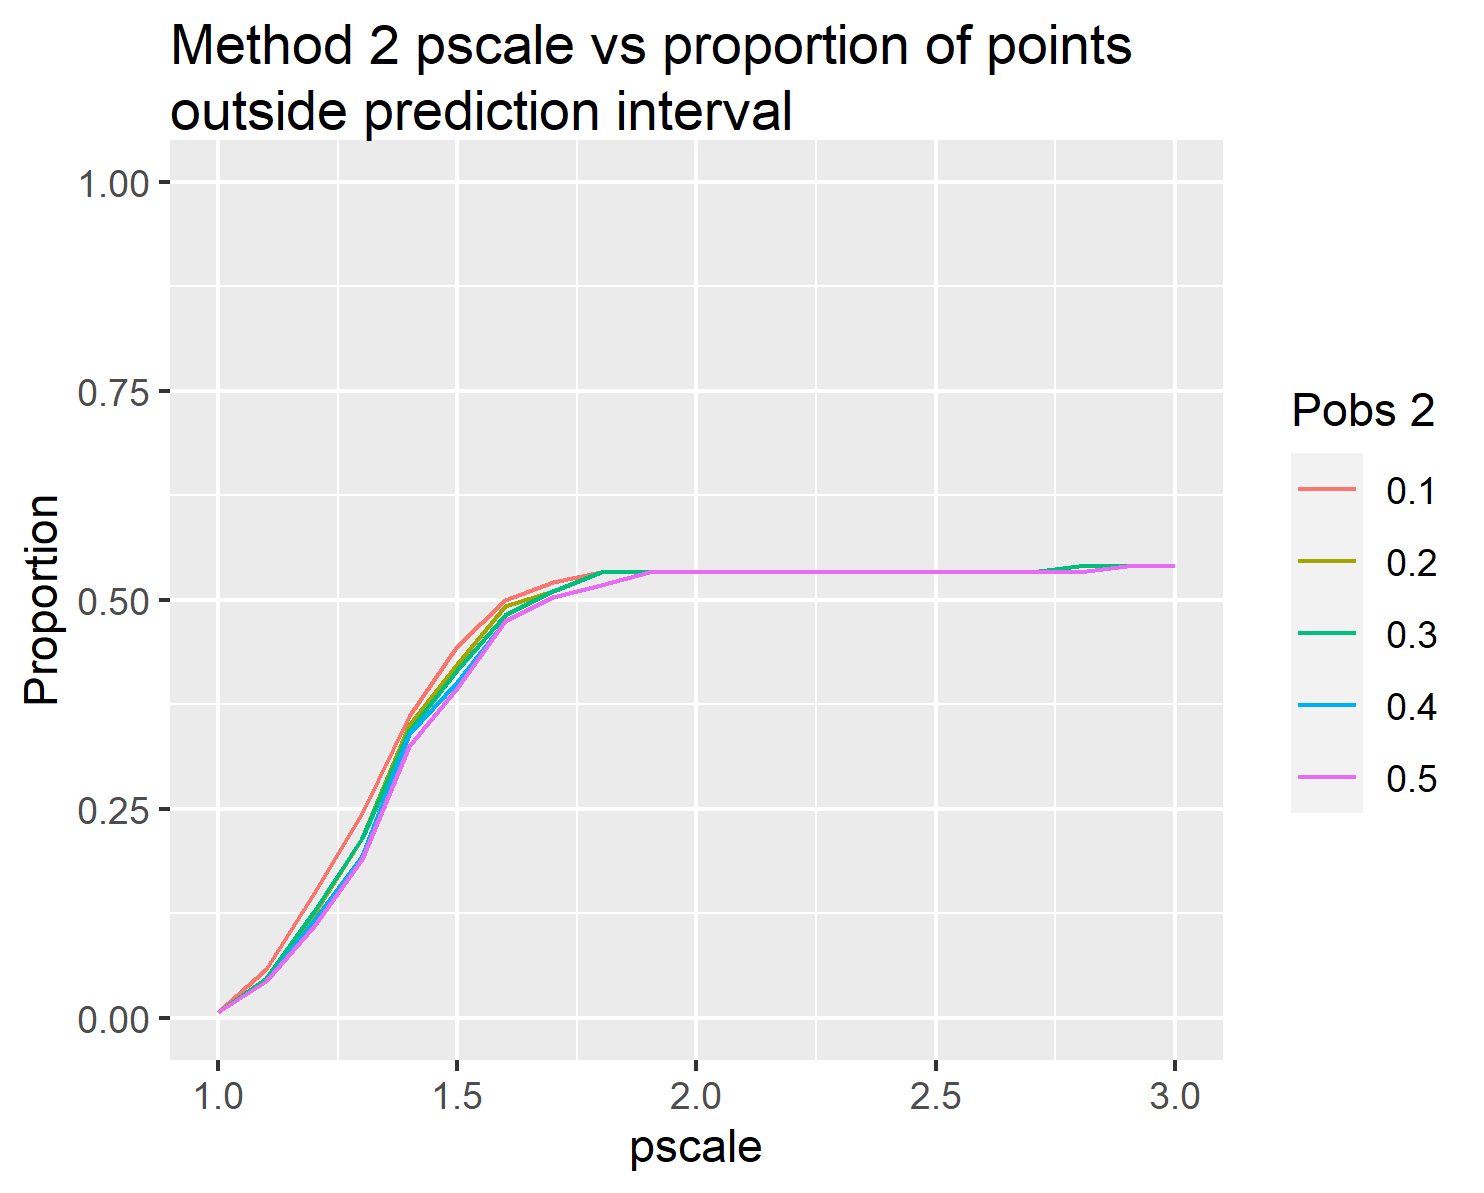 Method 2 pscale vs proportion of points
outside prediction interval
1.00
0.75
0.50
0.25
0.00
Proportion
1.0 1.5 2.0 2.5 3.0
pscale
Pobs 2
0.1
0.2
0.3
0.4
0.5